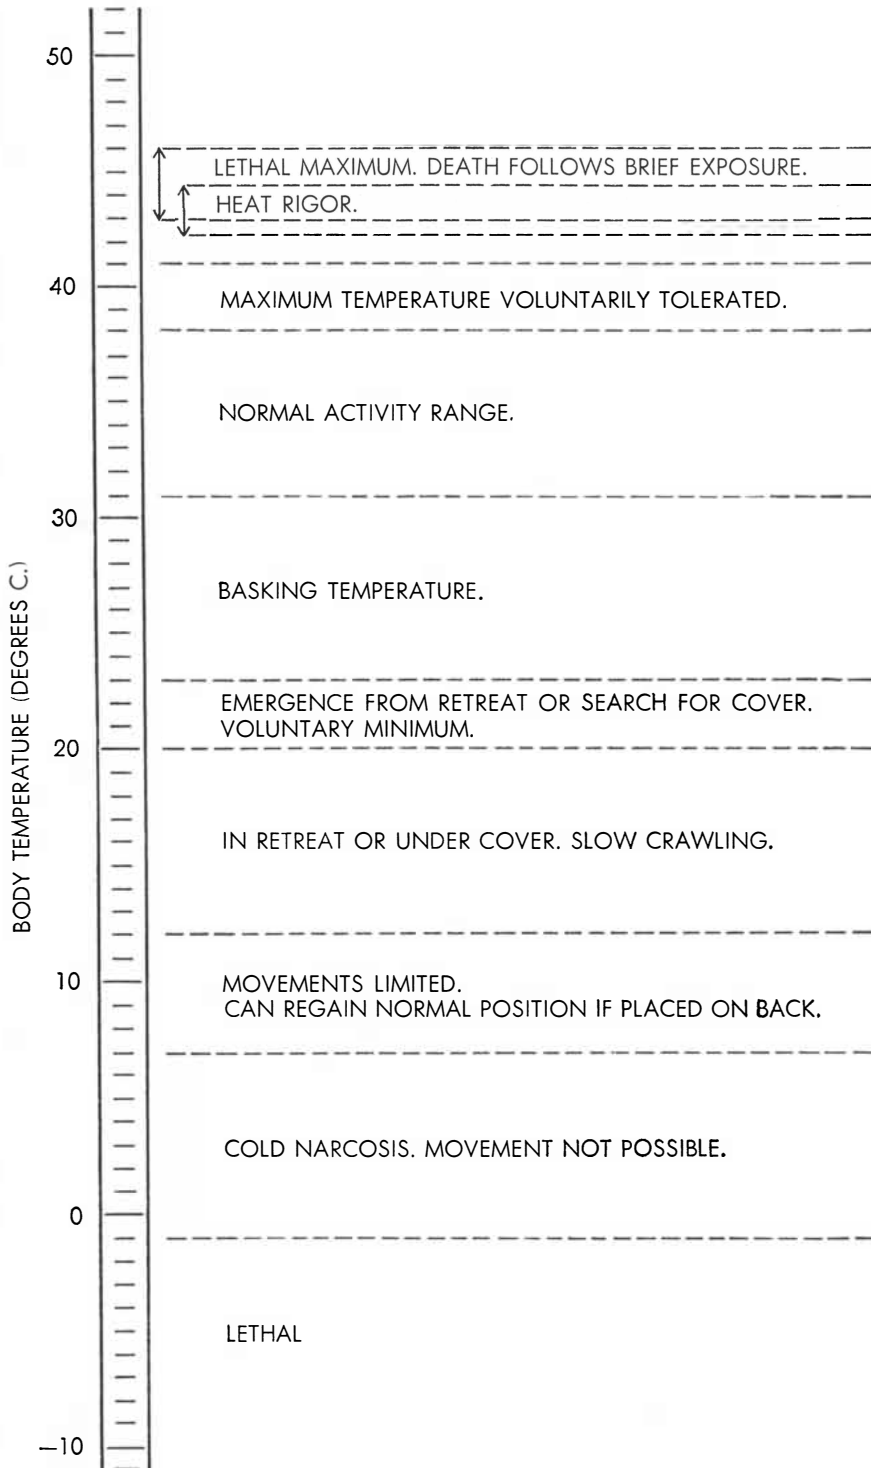 50
LETHAL MAXIMUM. DEATH FOLLOWS BRIEF EXPOSURE.
HEAT RIGOR.
40
MAXIMUM TEMPERATURE VOLUNTARILY TOLERATED.
NORMAL ACTIVITY RANGE.
30
BASKING TEMPERATURE.
BODY TEMPERATURE (DEGREES C.)
EMERGENCE FROM RETREAT OR SEARCH FOR COVER.
VOLUNTARY MINIMUM.
20
IN RETREAT OR UNDER COVER. SLOW CRAWLING.
10
MOVEMENTS LIMITED.
CAN REGAIN NORMAL POSITION IF PLACED ON BACK.
COLD NARCOSIS. MOVEMENT NOT POSSIBLE.
0
LETHAL
—10